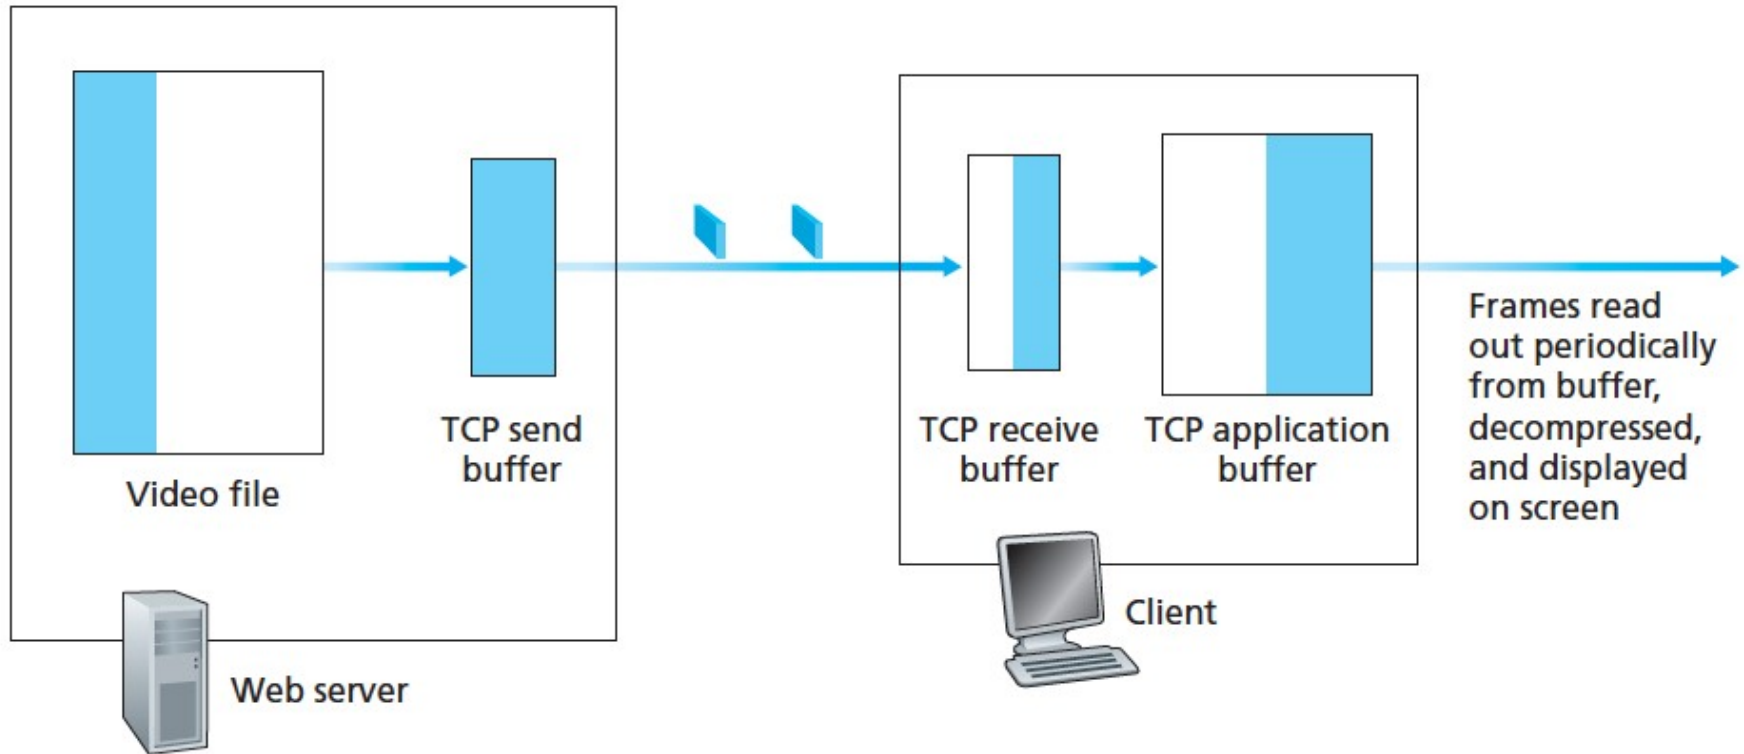 Video file
TCP send
buffer
TCP receive
buffer
TCP application
buffer
Frames read
out periodically
from buffer,
decompressed,
and displayed
on screen
Client
Web server